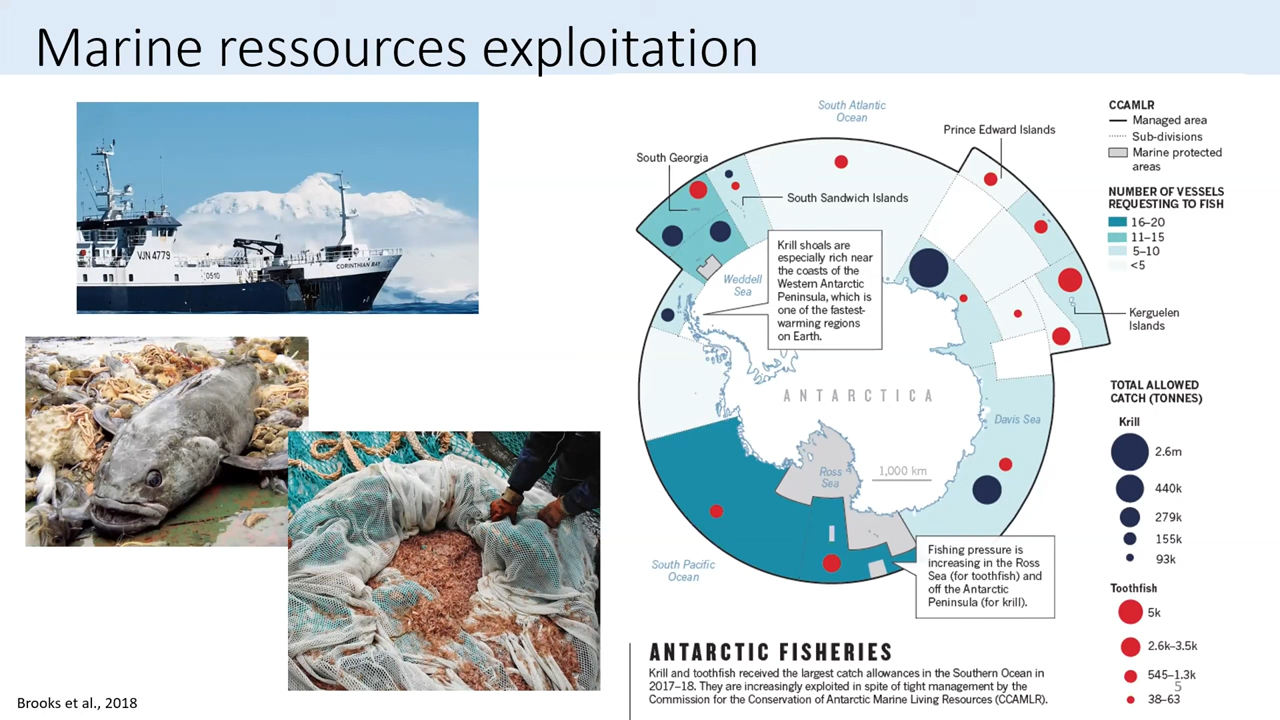 Marine ressources exploitation
VJN 4779
0510
CORINTHIAN BAY
South Atlantic
Ocean
Prince Edward Islands
South Georgia
South Sandwich Islands
Krill shoals are
especially rich near
the coasts of the
Western Antarctic
Peninsula, which is
one of the fastest-
warming regions
on Earth.
Weddell
Sea
Kerguelen
Islands
ANTARCTICA
Davis Sea
Ross
Sea
1,000 km
South Pacific
Ocean
Fishing pressure is
increasing in the Ross
Sea (for toothfish) and
off the Antarctic
Peninsula (for krill).
CCAMLR
Managed area
Sub-divisions
Marine protected
areas
NUMBER OF VESSELS
REQUESTING TO FISH
16–20
11–15
5–10
<5
TOTAL ALLOWED
CATCH (TONNES)
Krill
2.6m
440k
279k
155k
93k
Toothfish
5k
2.6k–3.5k
545–1.3k
38–63
ANTARCTIC FISHERIES
Krill and toothfish received the largest catch allowances in the Southern Ocean in
2017–18. They are increasingly exploited in spite of tight management by the
Commission for the Conservation of Antarctic Marine Living Resources (CCAMLR).
Brooks et al., 2018
5